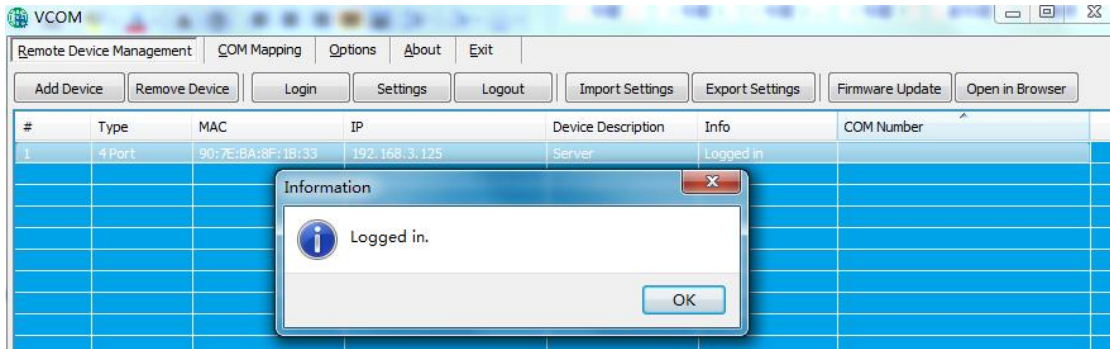 VCOM
Remote Device Management COM Mapping Options About Exit
Add Device Remove Device Login Settings Logout Import Settings Export Settings Firmware Update Open in Browser
# Type MAC IP Device Description Info COM Number
1 4 Port 90:7E:BA:8F:1B:33 192.168.3.125 Server Logged in
Information
Logged in.
OK